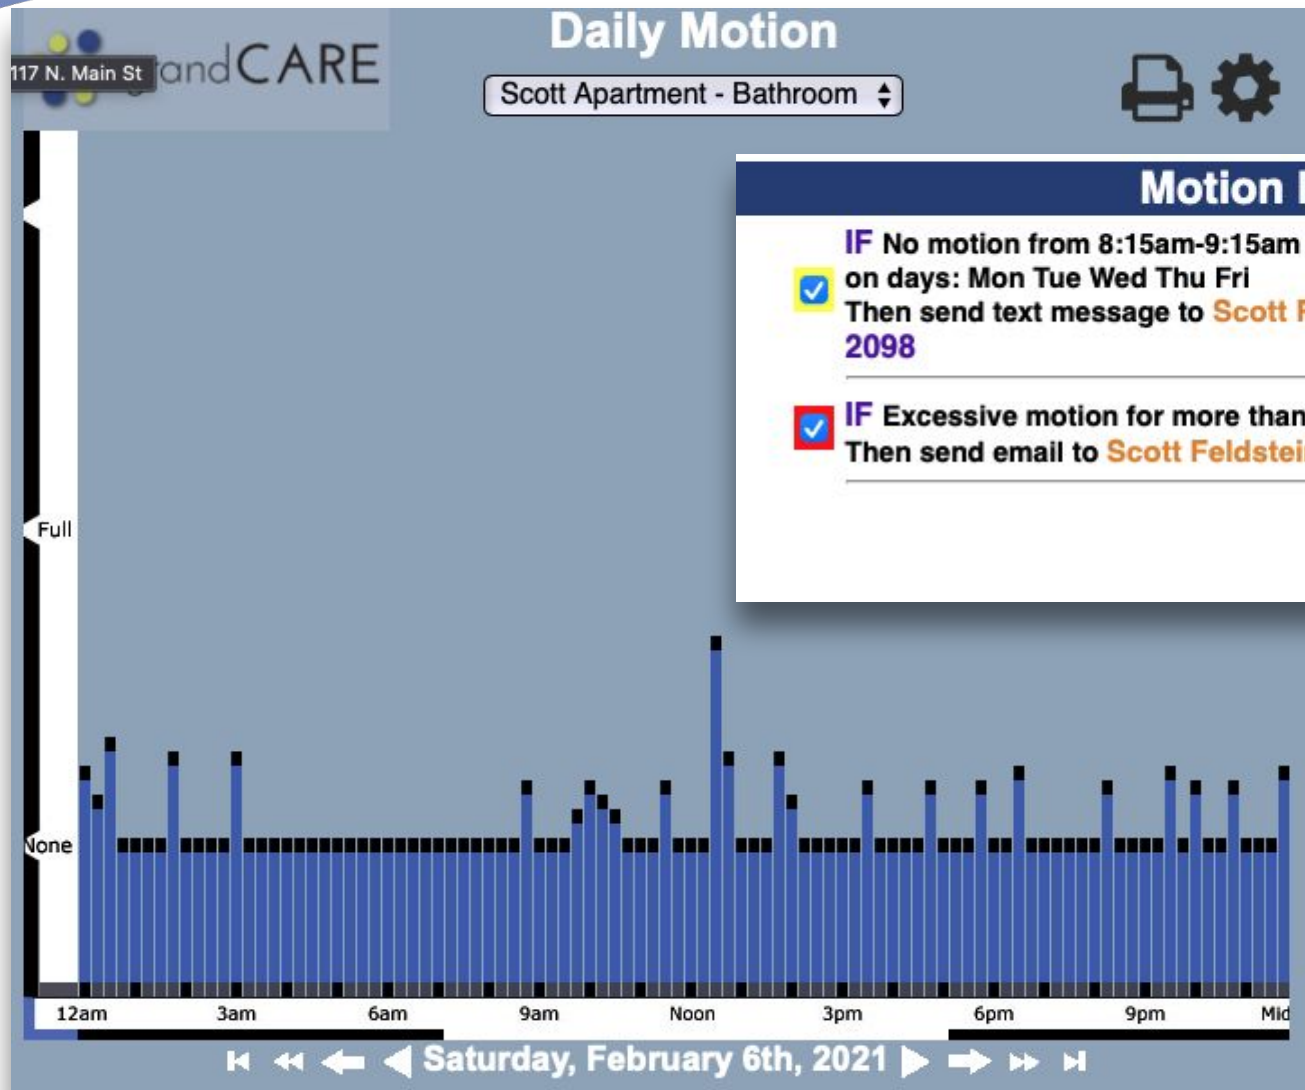 Daily Motion
117 N. Main St
andCARE
Scott Apartment - Bathroom
Motion
IF No motion from 8:15am-9:15am
on days: Mon Tue Wed Thu Fri
Then send text message to Scott
2098
IF Excessive motion for more than
Then send email to Scott Feldstei
Full
None
12am 3am 6am 9am Noon 3pm 6pm 9pm Mid
Saturday, February 6th, 2021